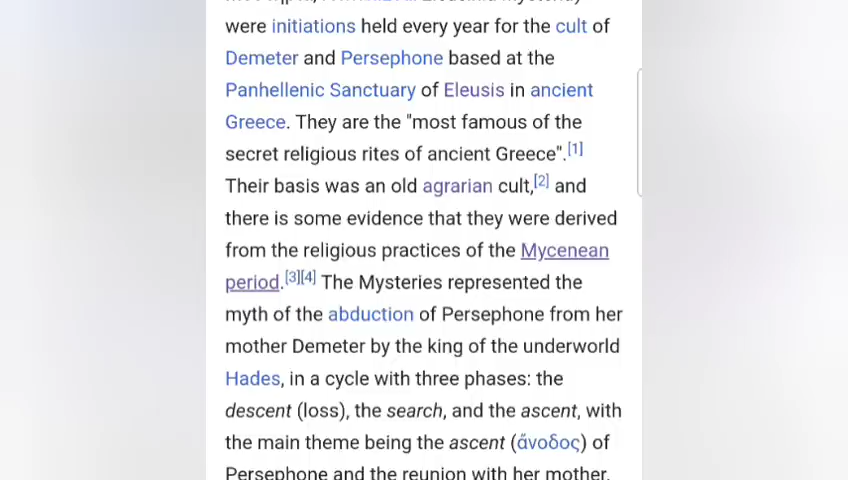 were initiations held every year for the cult of
Demeter and Persephone based at the
Panhellenic Sanctuary of Eleusis in ancient
Greece. They are the "most famous of the
secret religious rites of ancient Greece".[1]
Their basis was an old agrarian cult,[2] and
there is some evidence that they were derived
from the religious practices of the Mycenean
period.[3][4] The Mysteries represented the
myth of the abduction of Persephone from her
mother Demeter by the king of the underworld
Hades, in a cycle with three phases: the
descent (loss), the search, and the ascent, with
the main theme being the ascent (ἄνοδος) of
Persephone and the reunion with her mother.